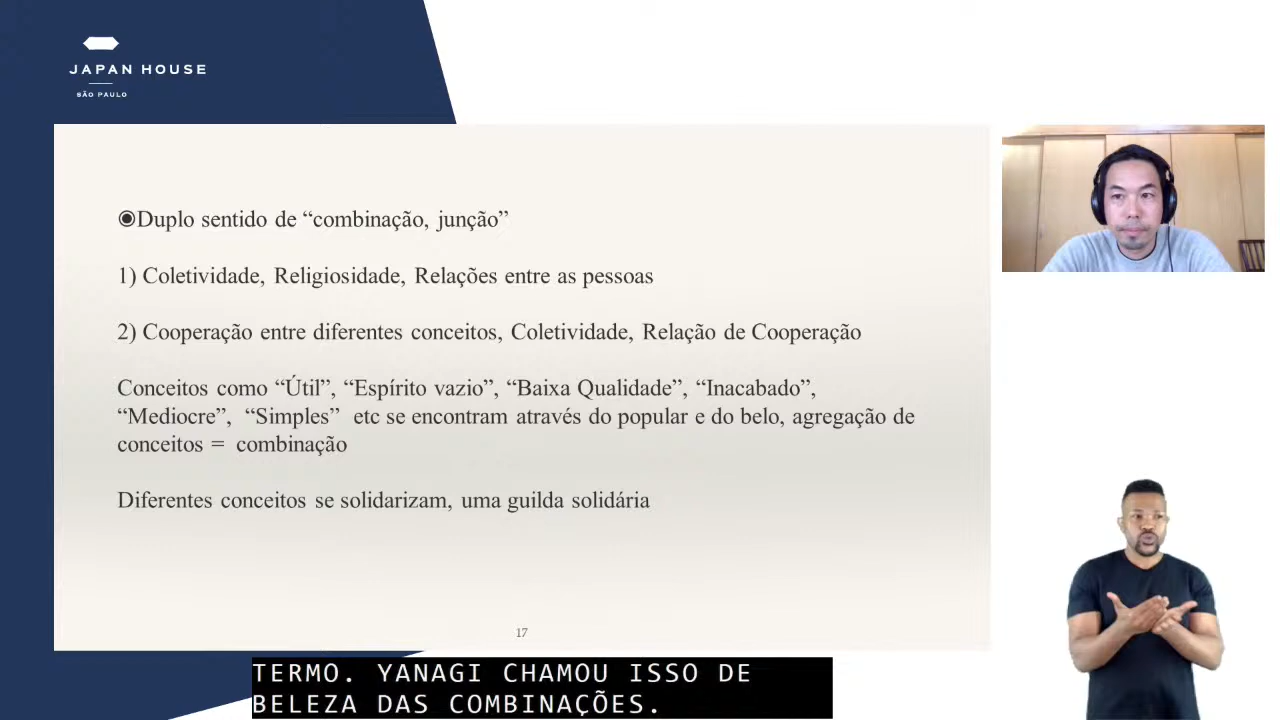 JAPAN HOUSE
SÃO PAULO
◉Duplo sentido de “combinação, junção”
1) Coletividade, Religiosidade, Relações entre as pessoas
2) Cooperação entre diferentes conceitos, Coletividade, Relação de Cooperação
Conceitos como “Útil”, “Espírito vazio”, “Baixa Qualidade”, “Inacabado”,
“Mediocre”, “Simples” etc se encontram através do popular e do belo, agregação de
conceitos = combinação
Diferentes conceitos se solidarizam, uma guilda solidária
17
TERMO. YANAGI CHAMOU ISSO DE
BELEZA DAS COMBINAÇÕES.